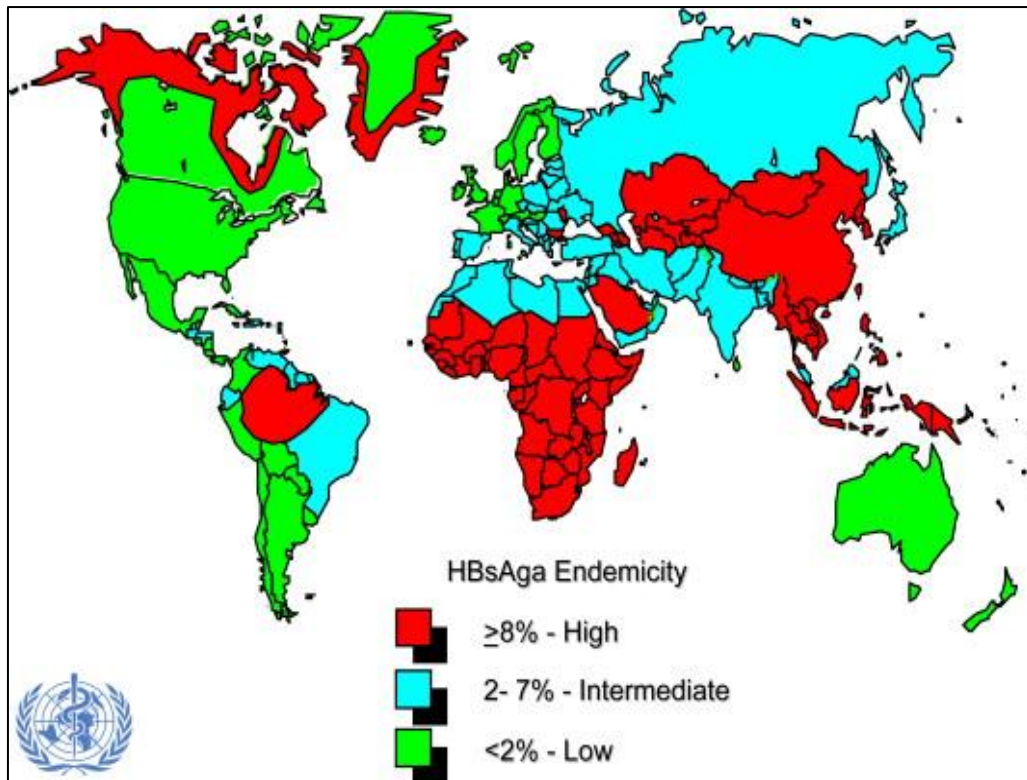 HBsAga Endemicity
≥8% - High
2- 7% - Intermediate
<2% - Low